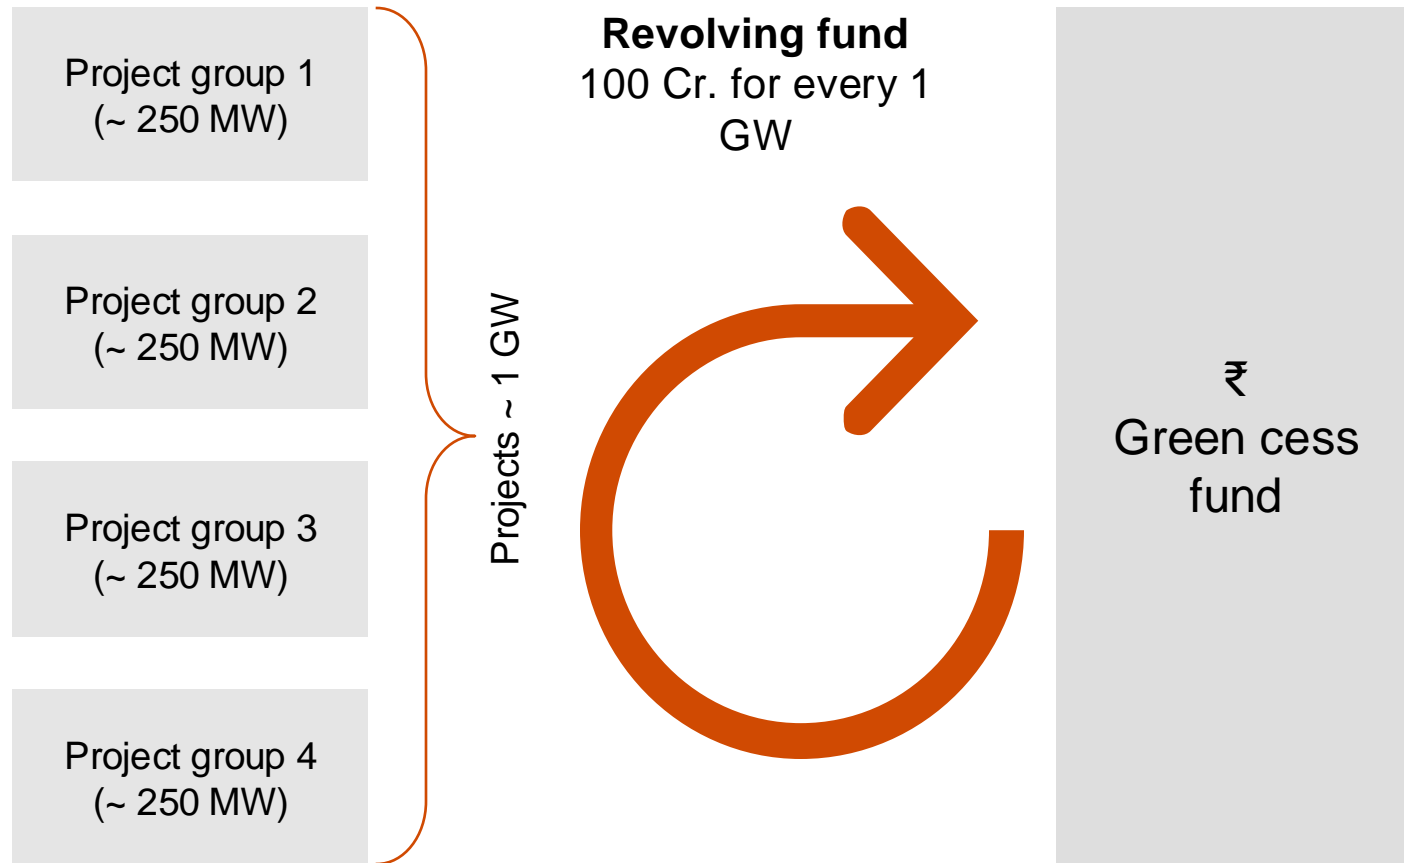 Project group 1
(~ 250 MW)
Project group 2
(~ 250 MW)
Project group 3
(~ 250 MW)
Project group 4
(~ 250 MW)
Projects ~ 1 GW
Revolving fund
100 Cr. for every 1
GW
₹
Green cess
fund